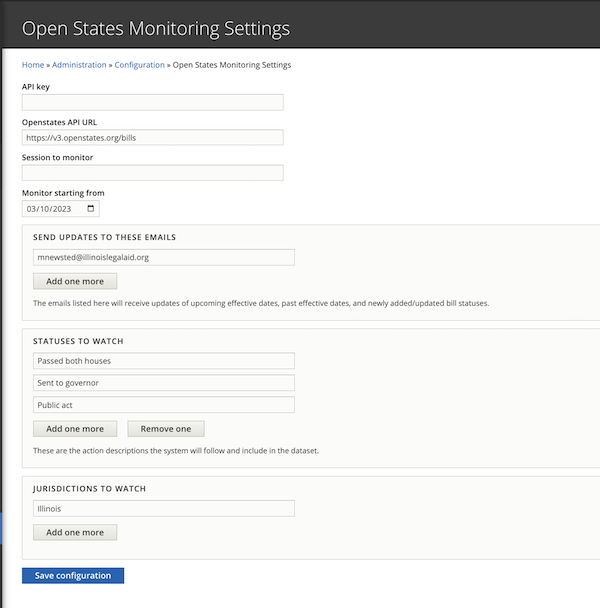 Open States Monitoring Settings
Home » Administration » Configuration » Open States Monitoring Settings
API key
Openstates API URL
https://v3.openstates.org/bills
Session to monitor
Monitor starting from
03/10/2023
SEND UPDATES TO THESE EMAILS
mnewsted@illinoislegalaid.org
Add one more
The emails listed here will receive updates of upcoming effective dates, past effective dates, and newly added/updated bill statuses.
STATUSES TO WATCH
Passed both houses
Sent to governor
Public act
Add one more Remove one
These are the action descriptions the system will follow and include in the dataset.
JURISDICTIONS TO WATCH
Illinois
Add one more
Save configuration